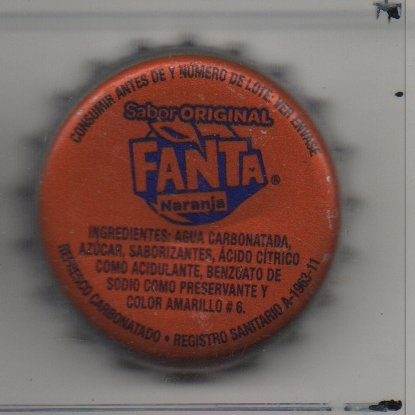 CONSUMIR ANTES DE Y NÚMERO DE LOTE: VER ENVASE
Sabor ORIGINAL
FANTA®
Naranja
INGREDIENTES: AGUA CARBONATADA,
AZÚCAR, SABORIZANTES, ÁCIDO CÍTRICO
COMO ACIDULANTE, BENZOATO DE
SODIO COMO PRESERVANTE Y
COLOR AMARILLO # 6.
REFRESCO CARBONATADO • REGISTRO SANITARIO A-1962-11